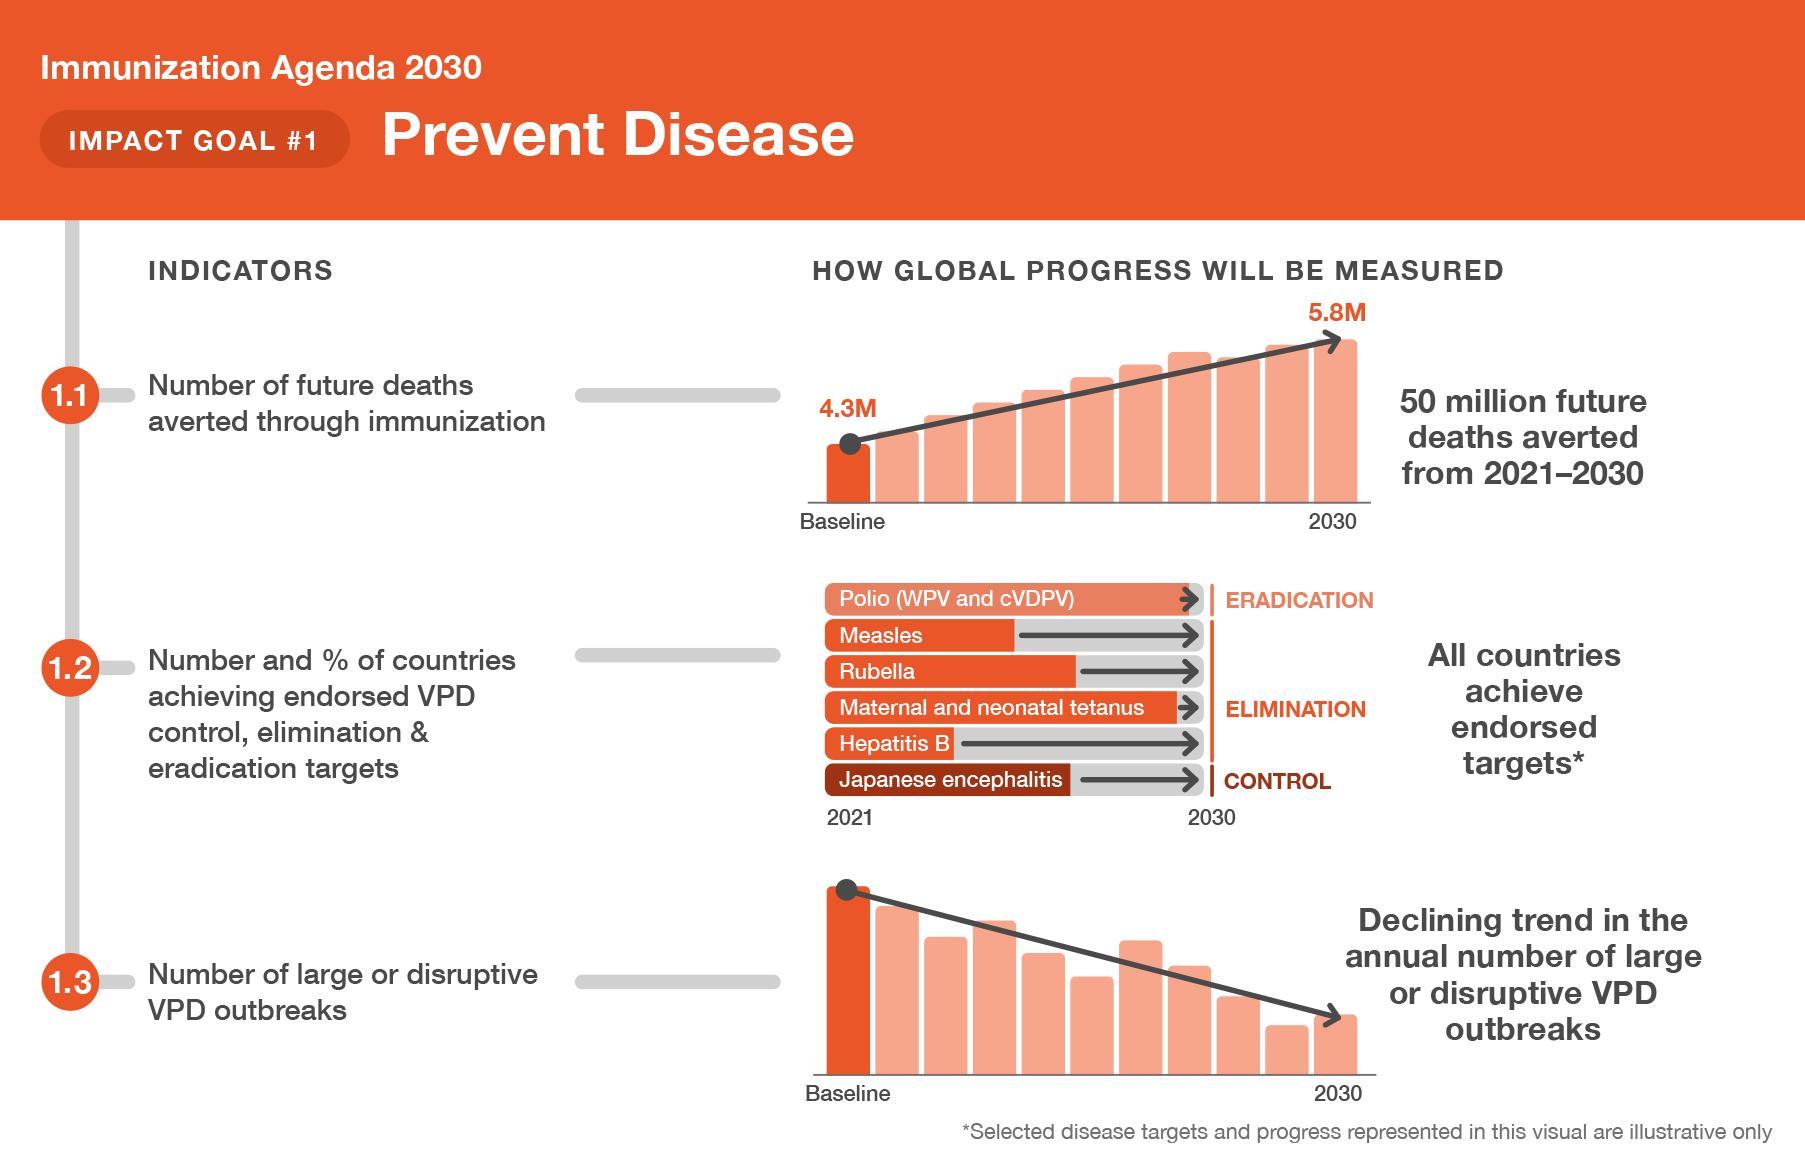 Immunization Agenda 2030
IMPACT GOAL #1
Prevent Disease
INDICATORS
HOW GLOBAL PROGRESS WILL BE MEASURED
1.1
Number of future deaths
averted through immunization
4.3M
5.8M
Baseline
2030
50 million future
deaths averted
from 2021–2030
1.2
Number and % of countries
achieving endorsed VPD
control, elimination &
eradication targets
Polio (WPV and cVDPV)
Measles
Rubella
Maternal and neonatal tetanus
Hepatitis B
Japanese encephalitis
2021
2030
ERADICATION
ELIMINATION
CONTROL
All countries
achieve
endorsed
targets*
1.3
Number of large or disruptive
VPD outbreaks
Baseline
2030
Declining trend in the
annual number of large
or disruptive VPD
outbreaks
*Selected disease targets and progress represented in this visual are illustrative only